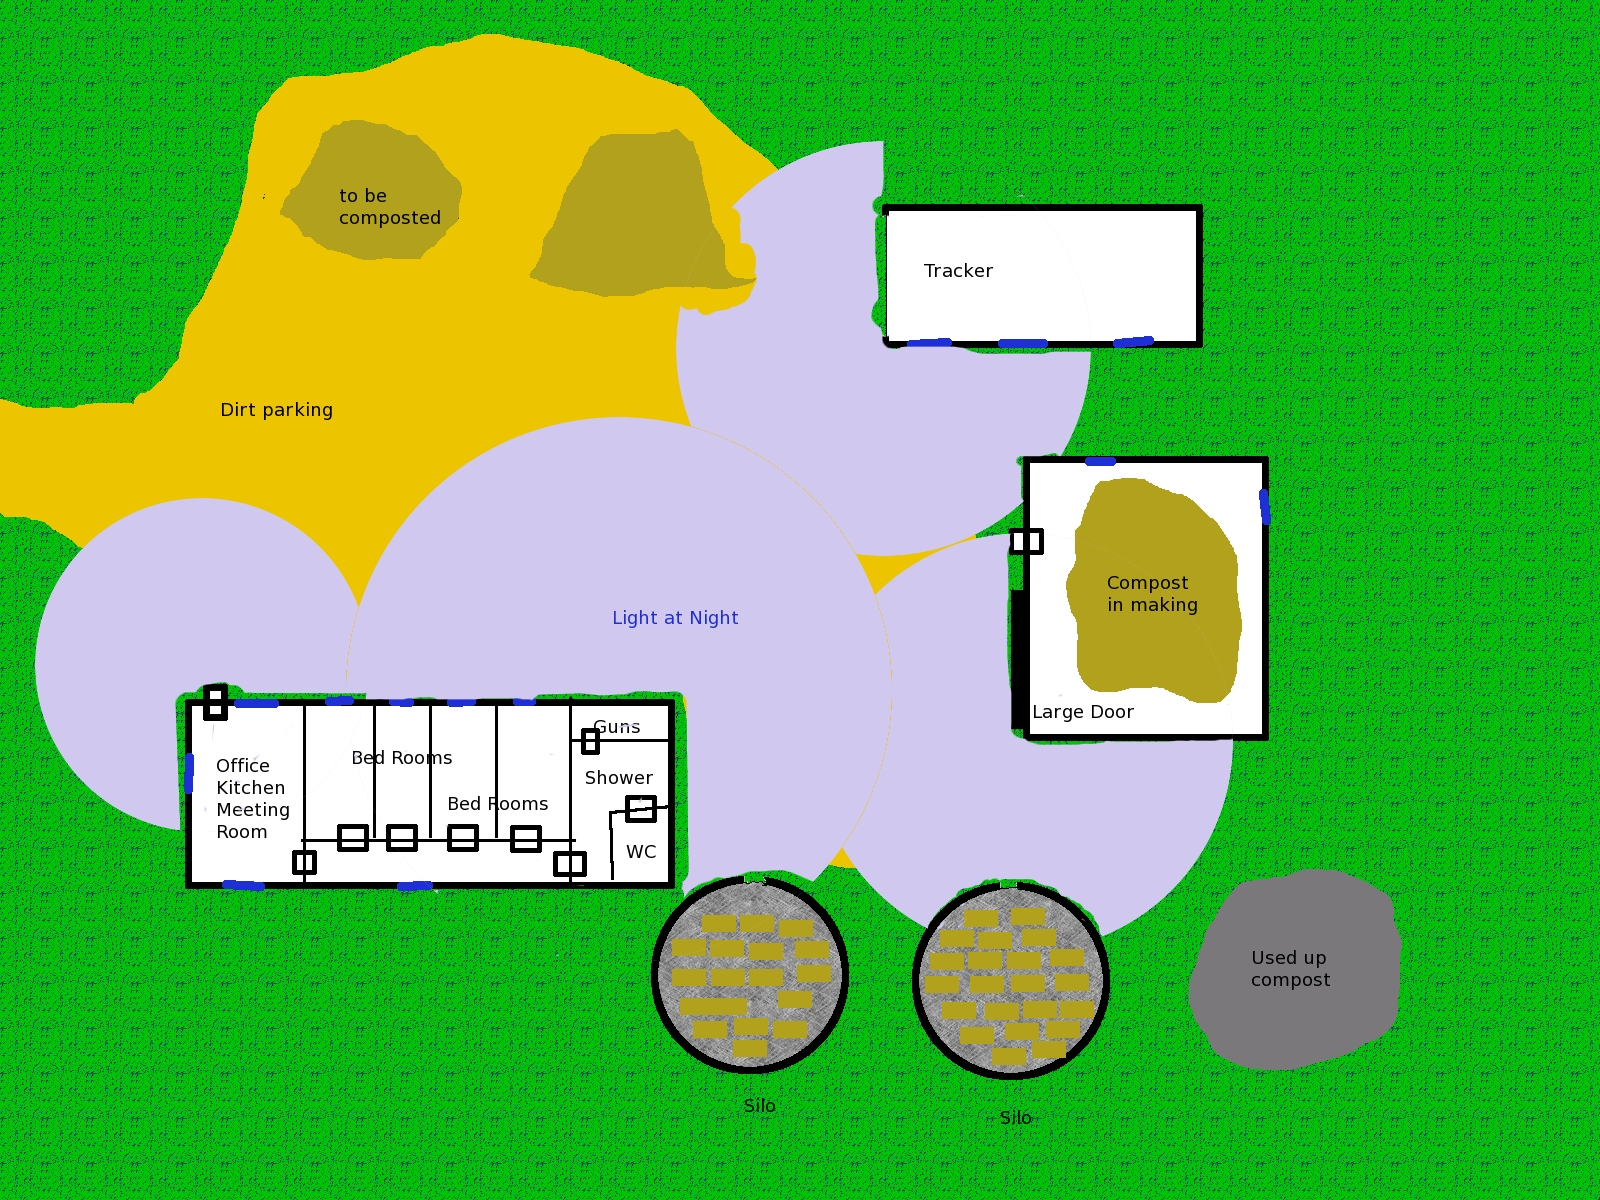 to be
composted
Tracker
Dirt parking
Light at Night
Compost
in making
Large Door
Guns
Bed Rooms
Office
Kitchen
Meeting
Room
Shower
Bed Rooms
WC
Used up
compost
Silo
Silo